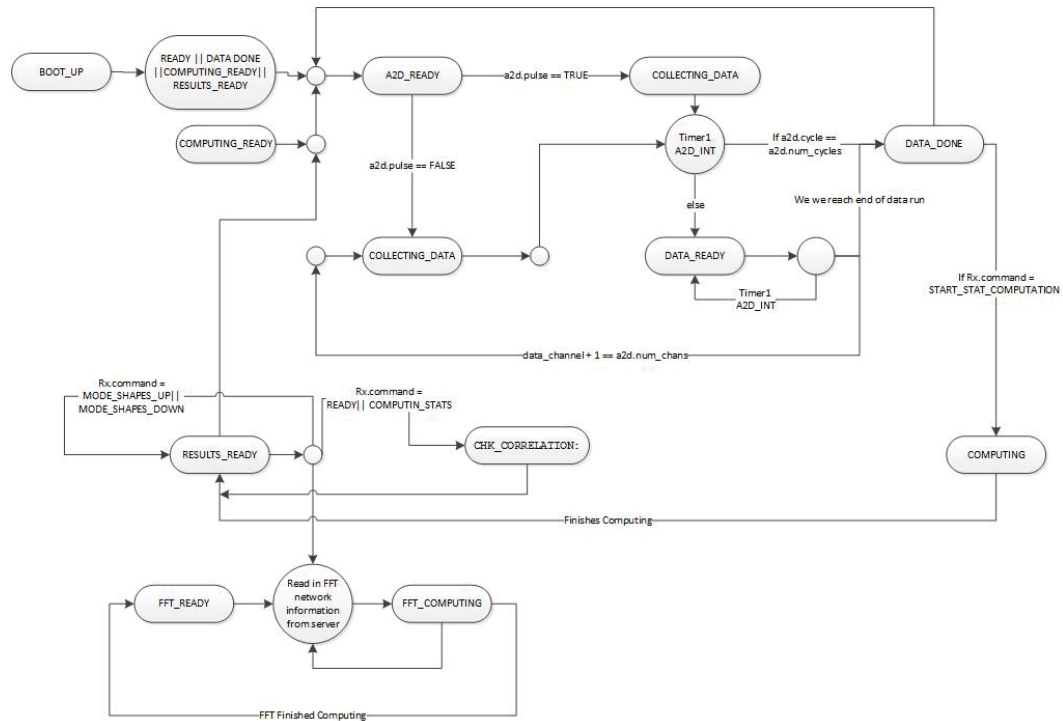 BOOT_UP
READY || DATA DONE
||COMPUTING_READY||
RESULTS_READY
A2D_READY
a2d.pulse == TRUE
COLLECTING_DATA
COMPUTING_READY
Timer1
A2D_INT
If a2d.cycle ==
a2d.num_cycles
DATA_DONE
a2d.pulse == FALSE
We we reach end of data run
else
COLLECTING_DATA
DATA_READY
Timer1
A2D_INT
If Rx.command =
START_STAT_COMPUTATION
data_channel + 1 == a2d.num_chans
Rx.command =
MODE_SHAPES_UP||
MODE_SHAPES_DOWN
Rx.command =
READY|| COMPUTIN_STATS
RESULTS_READY
CHK_CORRELATION:
COMPUTING
Finishes Computing
FFT_READY
Read in FFT
network
information
from server
FFT_COMPUTING
FFT Finished Computing